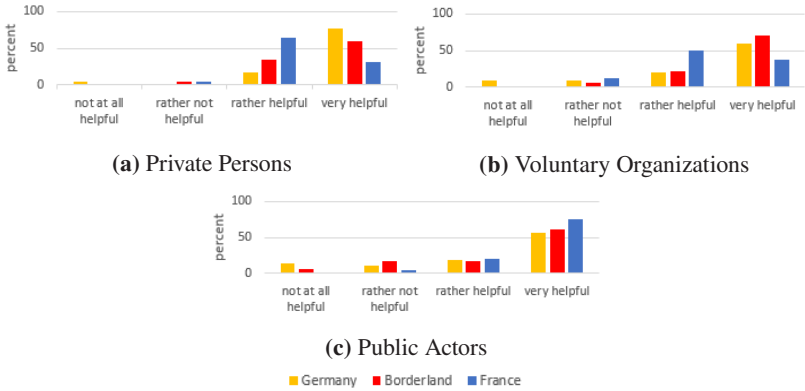 100
50
0
percent
not at all helpful
rather not helpful
rather helpful
very helpful
(a) Private Persons
100
50
0
percent
not at all helpful
rather not helpful
rather helpful
very helpful
(b) Voluntary Organizations
100
50
0
percent
not at all helpful
rather not helpful
rather helpful
very helpful
(c) Public Actors
Germany Borderland France